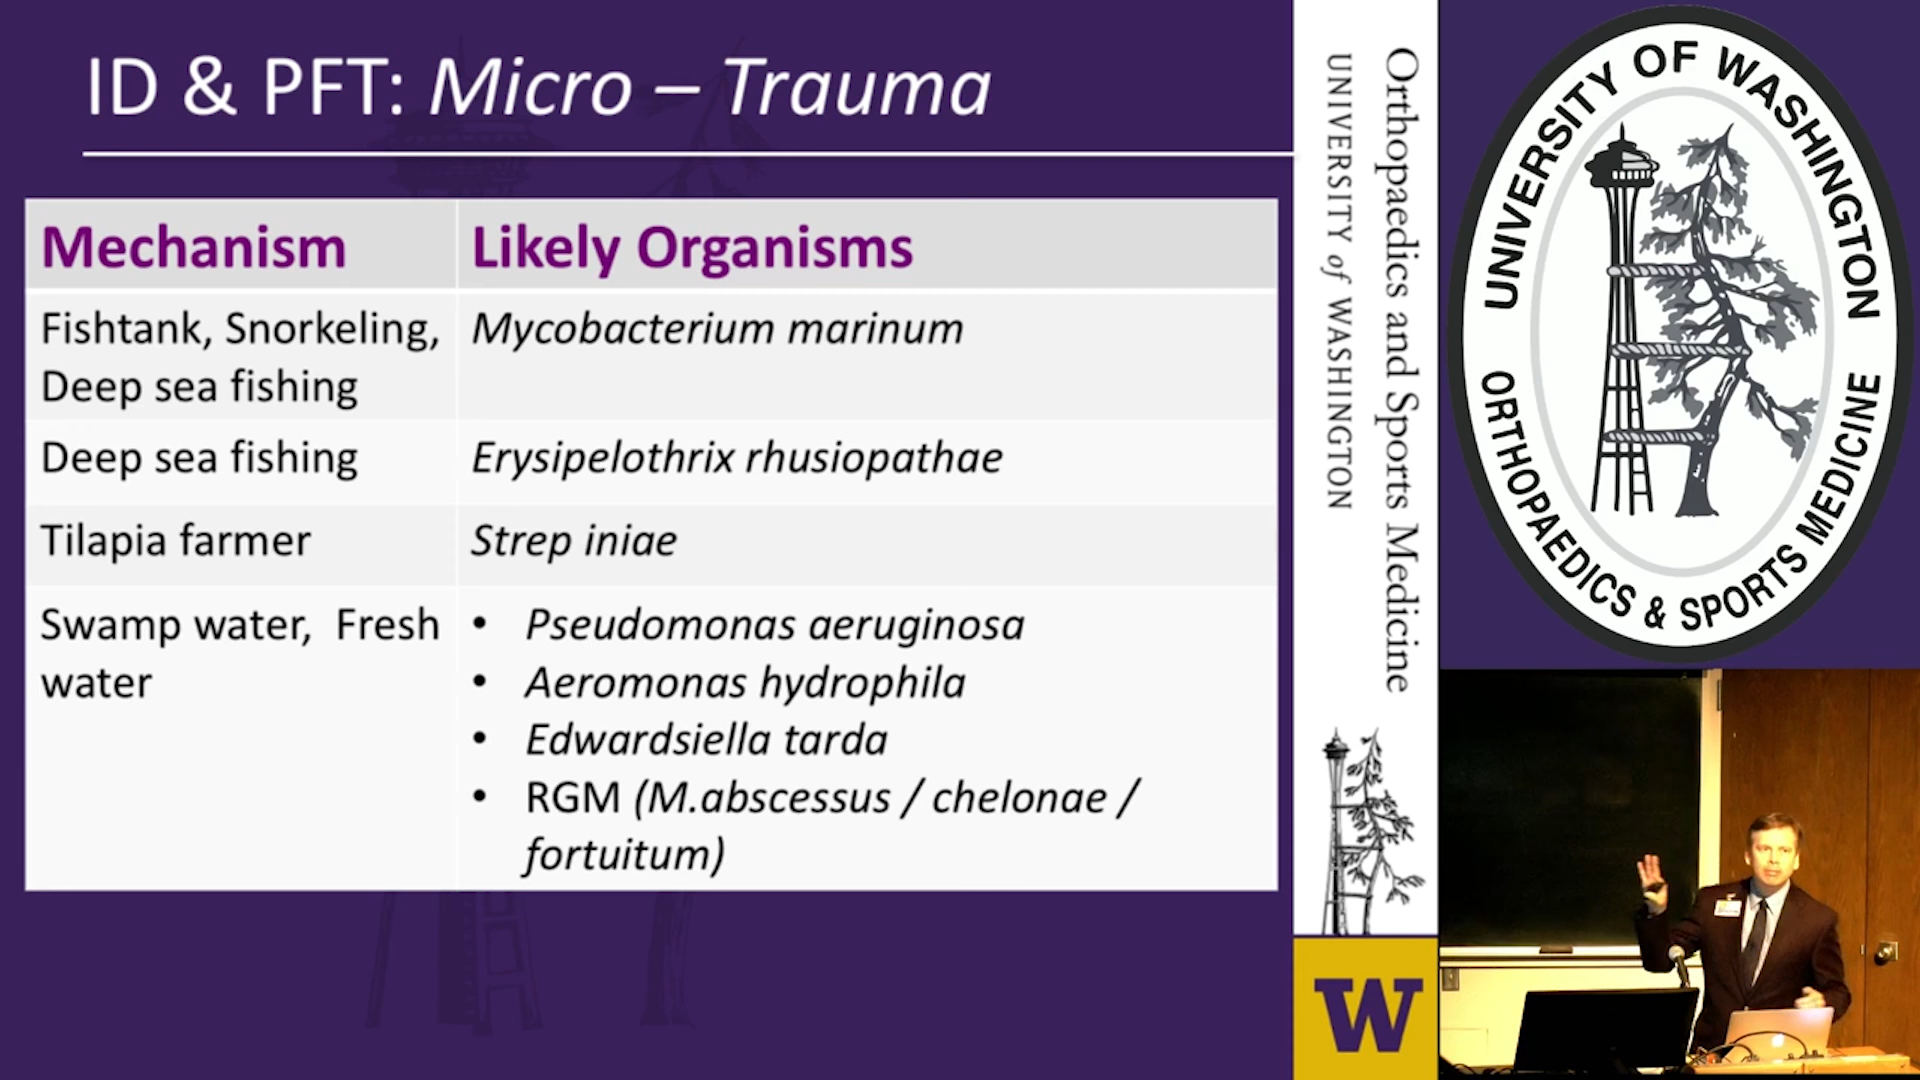 ID & PFT: Micro – Trauma
Mechanism
Likely Organisms
Fishtank, Snorkeling,
Deep sea fishing
Mycobacterium marinum
Deep sea fishing
Erysipelothrix rhusiopathae
Tilapia farmer
Strep iniae
Swamp water, Fresh
water
• Pseudomonas aeruginosa
• Aeromonas hydrophila
• Edwardsiella tarda
• RGM (M.abscessus / chelonae /
fortuitum)
Orthopaedics and Sports Medicine
UNIVERSITY of WASHINGTON
W
UNIVERSITY OF WASHINGTON
ORTHOPAEDICS & SPORTS MEDICINE